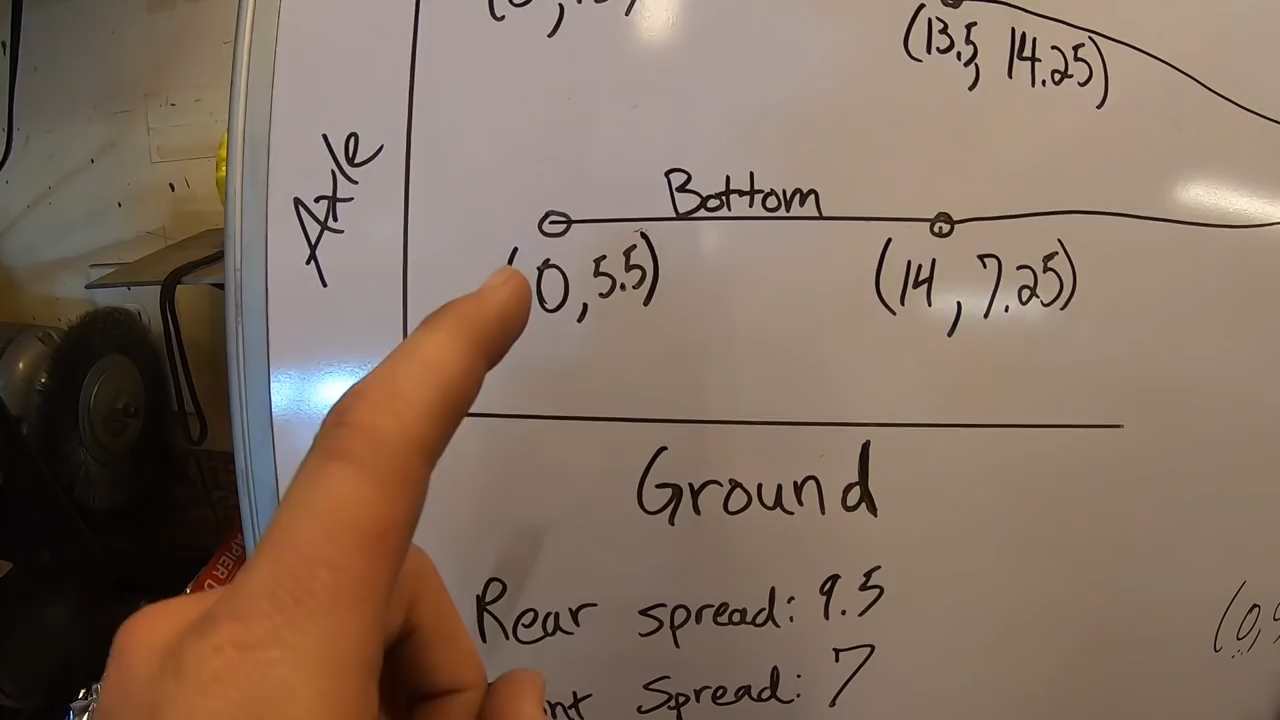 (13.5, 14.25)
Axle
Bottom
(0, 5.5)
(14, 7.25)
Ground
Rear spread: 9.5
Spread: 7